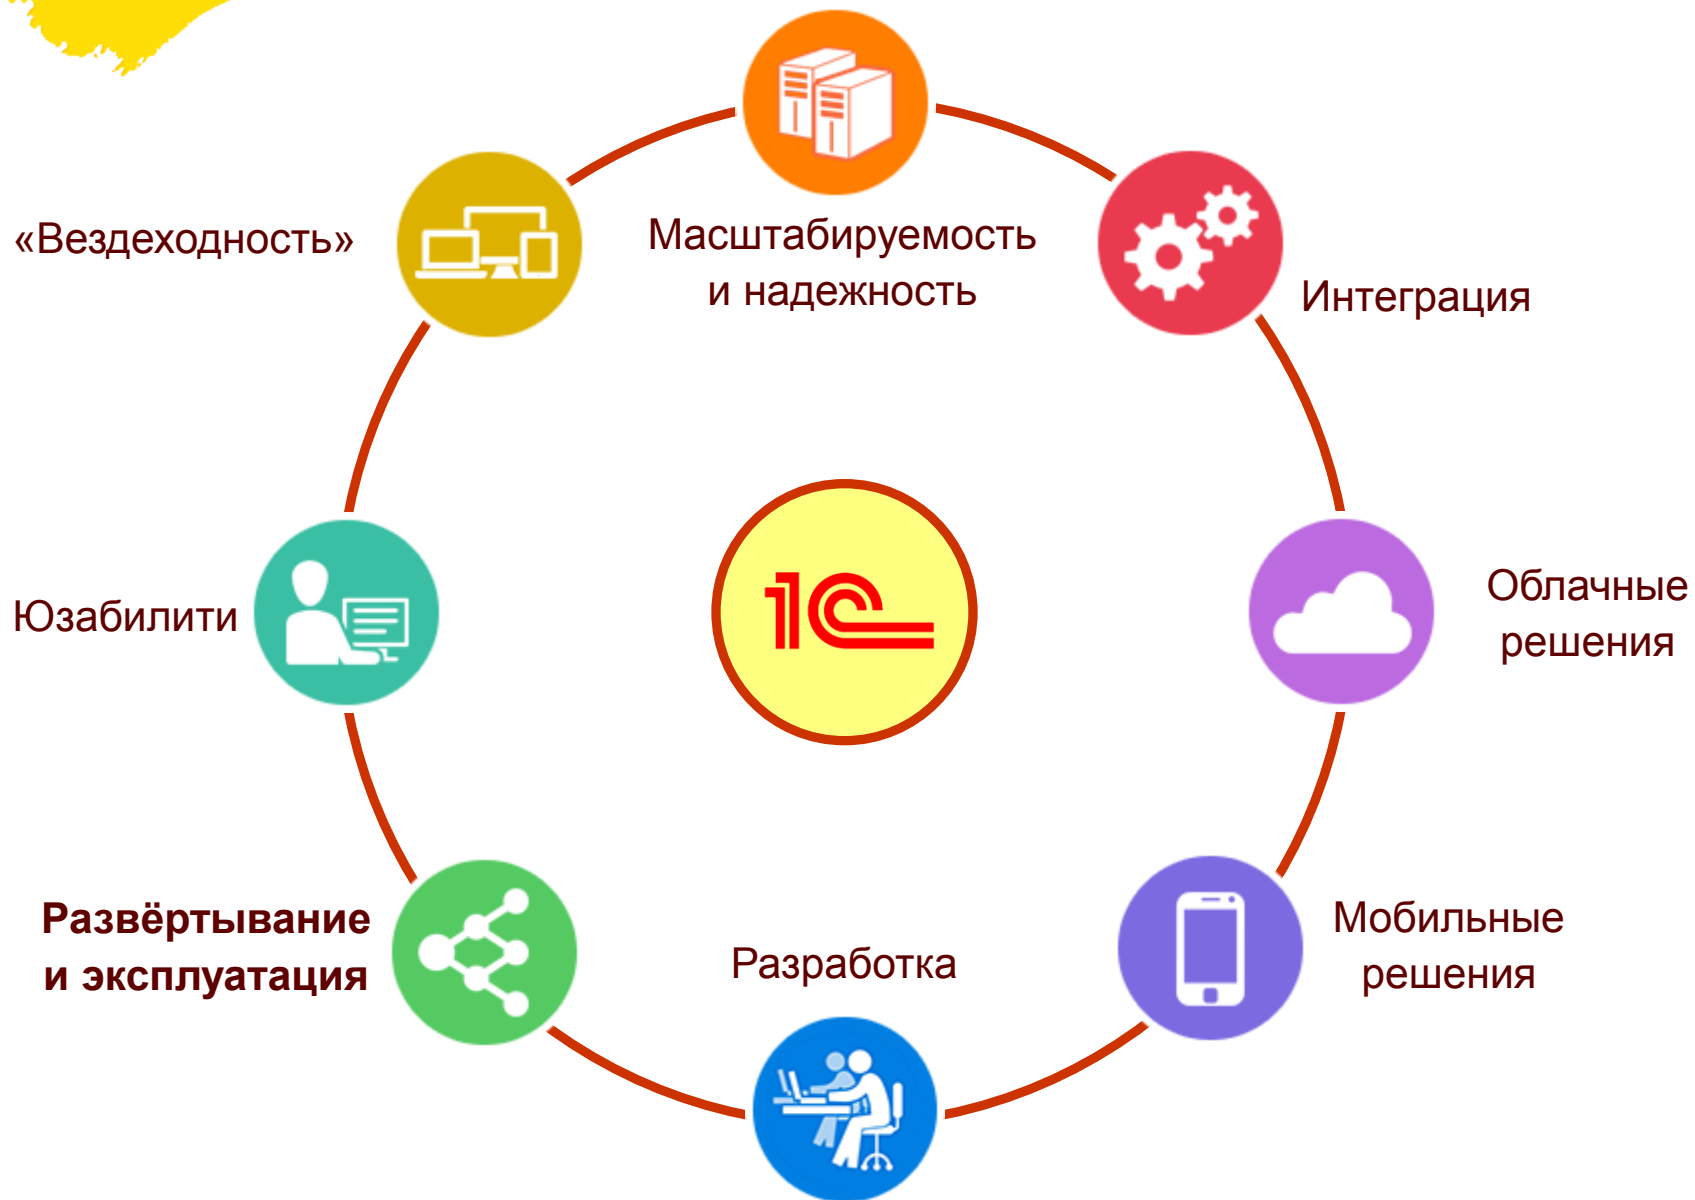 Масштабируемость
и надежность
«Вездеходность»
Интеграция
1С
Юзабилити
Облачные
решения
Развёртывание
и эксплуатация
Разработка
Мобильные
решения